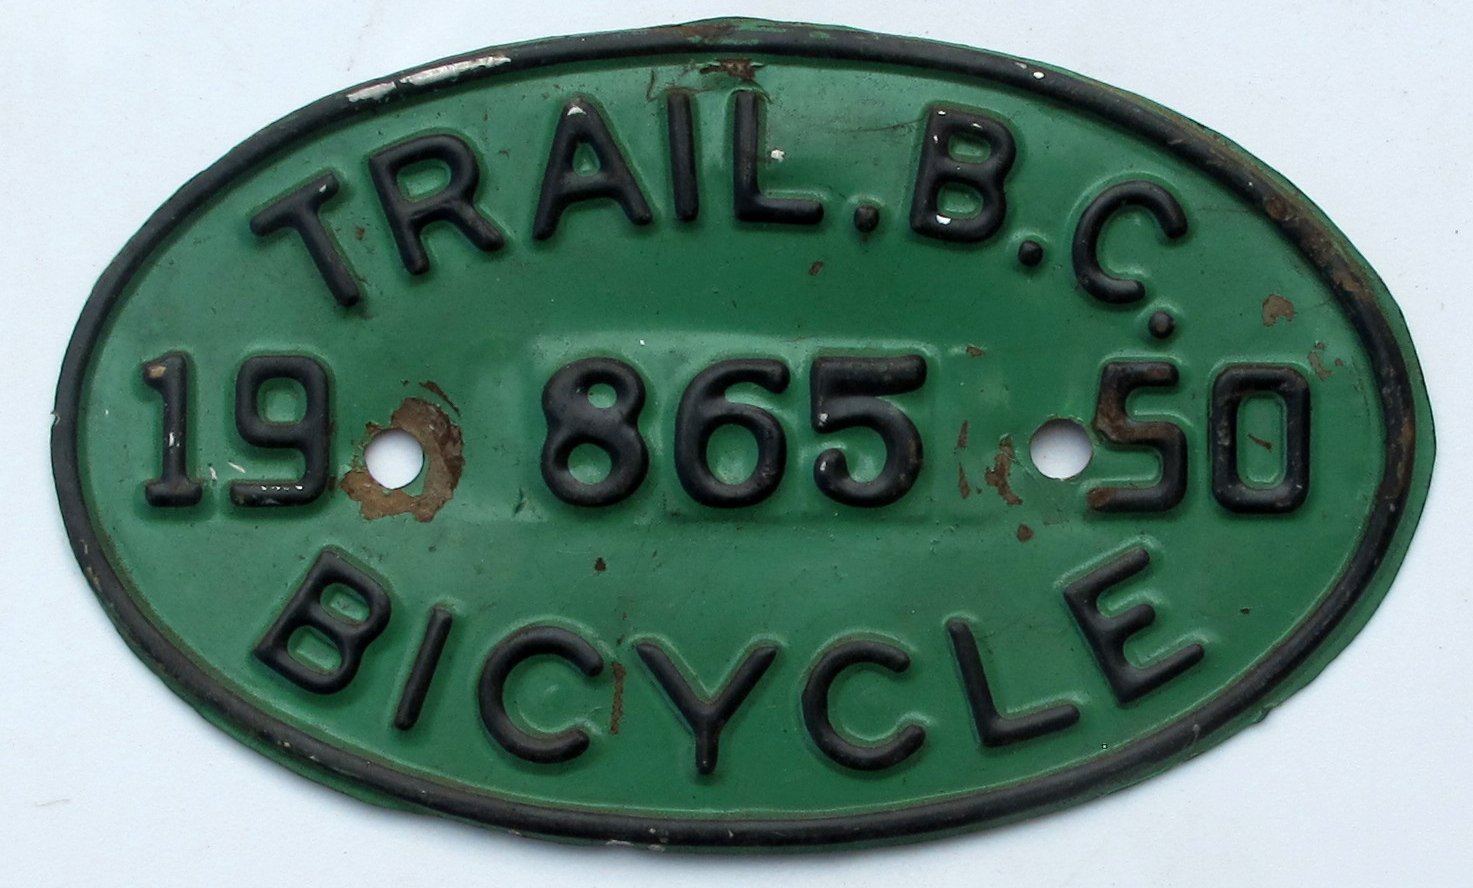 TRAIL.B.C.
19 865 50
BICYCLE